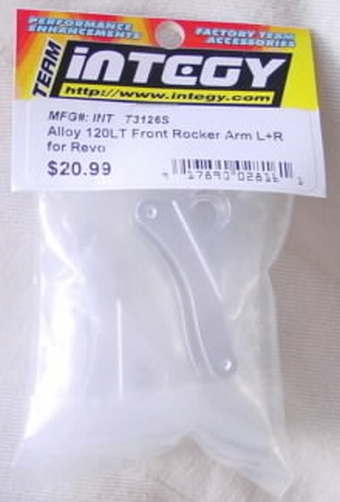 PERFORMANCE ENHANCEMENTS
FACTORY TEAM ACCESSORIES
TEAM
iNTEGY
http://www.integy.com
MFG#: INT 73126S
Alloy 120LT Front Rocker Arm L+R
for Revo
$20.99